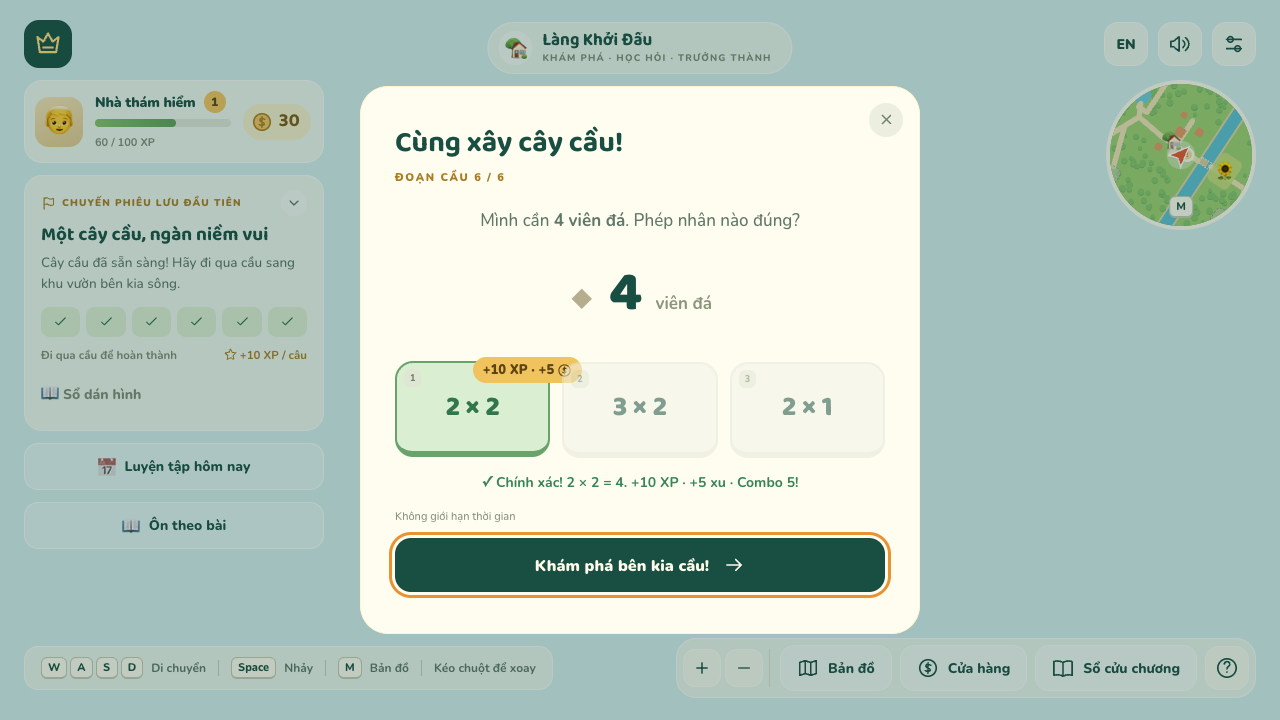 Làng Khởi Đầu
KHÁM PHÁ · HỌC HỎI · TRƯỞNG THÀNH
EN
Nhà thám hiểm 1
60 / 100 XP
30
CHUYẾN PHIÊU LƯU ĐẦU TIÊN
Một cây cầu, ngàn niềm vui
Cây cầu đã sẵn sàng! Hãy đi qua cầu sang
khu vườn bên kia sông.
Đi qua cầu để hoàn thành
+10 XP / câu
Sổ dán hình
Luyện tập hôm nay
Ôn theo bài
Cùng xây cây cầu!
ĐOẠN CẦU 6 / 6
Mình cần 4 viên đá. Phép nhân nào đúng?
4 viên đá
+10 XP · +5
1
2 × 2
2
3 × 2
3
2 × 1
✓ Chính xác! 2 × 2 = 4. +10 XP · +5 xu · Combo 5!
Không giới hạn thời gian
Khám phá bên kia cầu! →
M
W A S D Di chuyển
Space Nhảy
M Bản đồ
Kéo chuột để xoay
+ −
Bản đồ
Cửa hàng
Sổ cửu chương
?